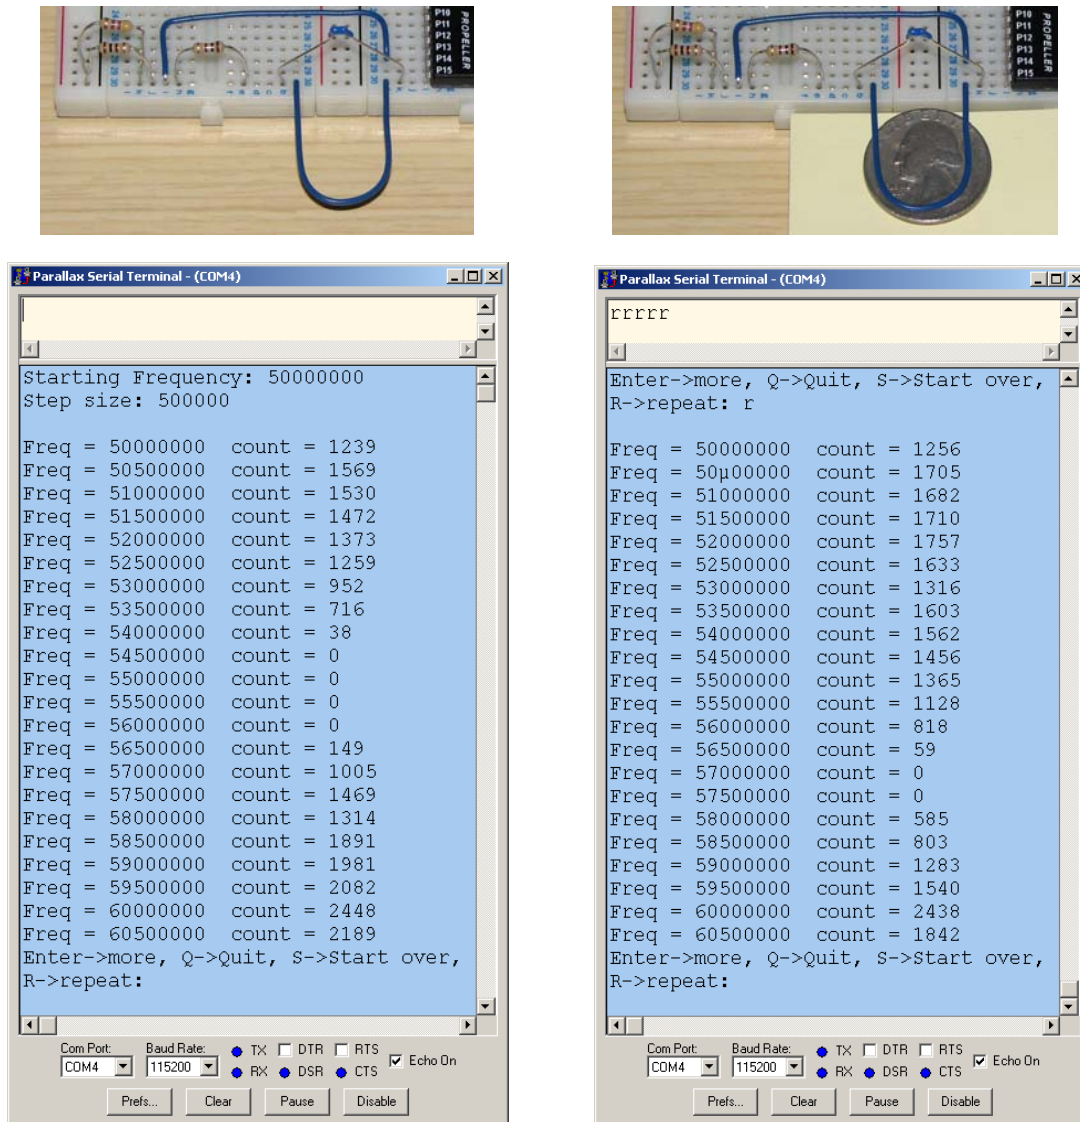 P10
P11
P12
P13
P14
P15
PROPELLER
P10
P11
P12
P13
P14
P15
PROPELLER
Parallax Serial Terminal - (COM4)
Starting Frequency: 50000000
Step size: 500000
Freq = 50000000 count = 1239
Freq = 50500000 count = 1569
Freq = 51000000 count = 1530
Freq = 51500000 count = 1472
Freq = 52000000 count = 1373
Freq = 52500000 count = 1259
Freq = 53000000 count = 952
Freq = 53500000 count = 716
Freq = 54000000 count = 38
Freq = 54500000 count = 0
Freq = 55000000 count = 0
Freq = 55500000 count = 0
Freq = 56000000 count = 0
Freq = 56500000 count = 149
Freq = 57000000 count = 1005
Freq = 57500000 count = 1469
Freq = 58000000 count = 1314
Freq = 58500000 count = 1891
Freq = 59000000 count = 1981
Freq = 59500000 count = 2082
Freq = 60000000 count = 2448
Freq = 60500000 count = 2189
Enter->more, Q->Quit, S->Start over,
R->repeat:
Com Port: Baud Rate: TX DTR RTS
COM4 115200 RX DSR CTS Echo On
Prefs... Clear Pause Disable
Parallax Serial Terminal - (COM4)
rrrrr
Enter->more, Q->Quit, S->Start over,
R->repeat: r
Freq = 50000000 count = 1256
Freq = 50µ00000 count = 1705
Freq = 51000000 count = 1682
Freq = 51500000 count = 1710
Freq = 52000000 count = 1757
Freq = 52500000 count = 1633
Freq = 53000000 count = 1316
Freq = 53500000 count = 1603
Freq = 54000000 count = 1562
Freq = 54500000 count = 1456
Freq = 55000000 count = 1365
Freq = 55500000 count = 1128
Freq = 56000000 count = 818
Freq = 56500000 count = 59
Freq = 57000000 count = 0
Freq = 57500000 count = 0
Freq = 58000000 count = 585
Freq = 58500000 count = 803
Freq = 59000000 count = 1283
Freq = 59500000 count = 1540
Freq = 60000000 count = 2438
Freq = 60500000 count = 1842
Enter->more, Q->Quit, S->Start over,
R->repeat:
Com Port: Baud Rate: TX DTR RTS
COM4 115200 RX DSR CTS Echo On
Prefs... Clear Pause Disable